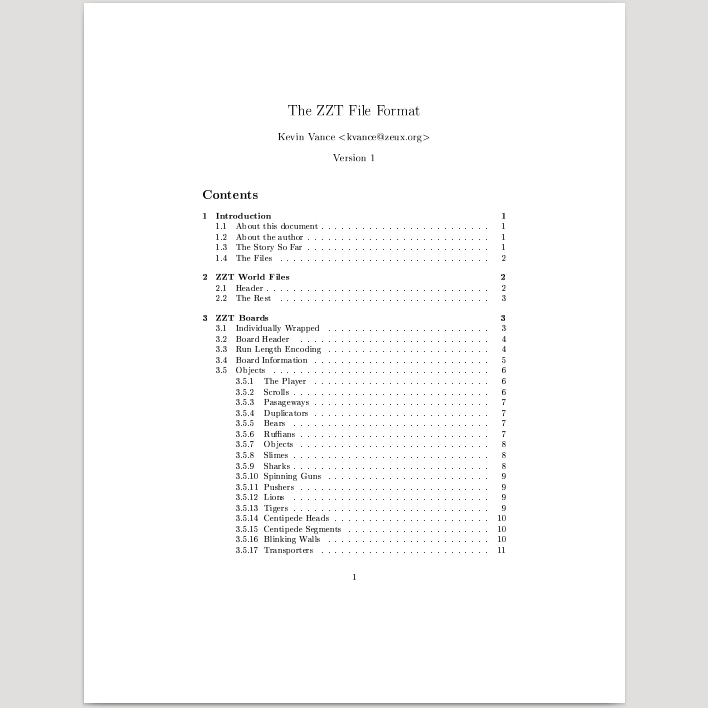 The ZZT File Format
Kevin Vance <kvance@zeux.org>
Version 1
Contents
1 Introduction 1
1.1 About this document . . . . . . . . . . . . . . . . . . . . . . . . . 1
1.2 About the author . . . . . . . . . . . . . . . . . . . . . . . . . . . 1
1.3 The Story So Far . . . . . . . . . . . . . . . . . . . . . . . . . . . 1
1.4 The Files . . . . . . . . . . . . . . . . . . . . . . . . . . . . . . . 2
2 ZZT World Files 2
2.1 Header . . . . . . . . . . . . . . . . . . . . . . . . . . . . . . . . . 2
2.2 The Rest . . . . . . . . . . . . . . . . . . . . . . . . . . . . . . . 3
3 ZZT Boards 3
3.1 Individually Wrapped . . . . . . . . . . . . . . . . . . . . . . . . 3
3.2 Board Header . . . . . . . . . . . . . . . . . . . . . . . . . . . . 4
3.3 Run Length Encoding . . . . . . . . . . . . . . . . . . . . . . . . 4
3.4 Board Information . . . . . . . . . . . . . . . . . . . . . . . . . . 5
3.5 Objects . . . . . . . . . . . . . . . . . . . . . . . . . . . . . . . . 6
3.5.1 The Player . . . . . . . . . . . . . . . . . . . . . . . . . . 6
3.5.2 Scrolls . . . . . . . . . . . . . . . . . . . . . . . . . . . . . 6
3.5.3 Pasageways . . . . . . . . . . . . . . . . . . . . . . . . . . 7
3.5.4 Duplicators . . . . . . . . . . . . . . . . . . . . . . . . . . 7
3.5.5 Bears . . . . . . . . . . . . . . . . . . . . . . . . . . . . . 7
3.5.6 Ruffians . . . . . . . . . . . . . . . . . . . . . . . . . . . . 7
3.5.7 Objects . . . . . . . . . . . . . . . . . . . . . . . . . . . . 8
3.5.8 Slimes . . . . . . . . . . . . . . . . . . . . . . . . . . . . . 8
3.5.9 Sharks . . . . . . . . . . . . . . . . . . . . . . . . . . . . . 8
3.5.10 Spinning Guns . . . . . . . . . . . . . . . . . . . . . . . . 9
3.5.11 Pushers . . . . . . . . . . . . . . . . . . . . . . . . . . . . 9
3.5.12 Lions . . . . . . . . . . . . . . . . . . . . . . . . . . . . . 9
3.5.13 Tigers . . . . . . . . . . . . . . . . . . . . . . . . . . . . . 9
3.5.14 Centipede Heads . . . . . . . . . . . . . . . . . . . . . . . 10
3.5.15 Centipede Segments . . . . . . . . . . . . . . . . . . . . . 10
3.5.16 Blinking Walls . . . . . . . . . . . . . . . . . . . . . . . . 10
3.5.17 Transporters . . . . . . . . . . . . . . . . . . . . . . . . . 11
1